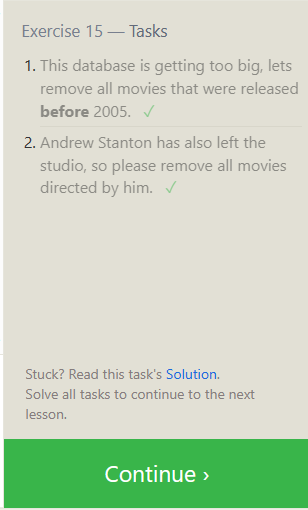 Exercise 15 — Tasks
1. This database is getting too big, lets
remove all movies that were released
before 2005. ✓
2. Andrew Stanton has also left the
studio, so please remove all movies
directed by him. ✓
Stuck? Read this task's Solution.
Solve all tasks to continue to the next
lesson.
Continue ›